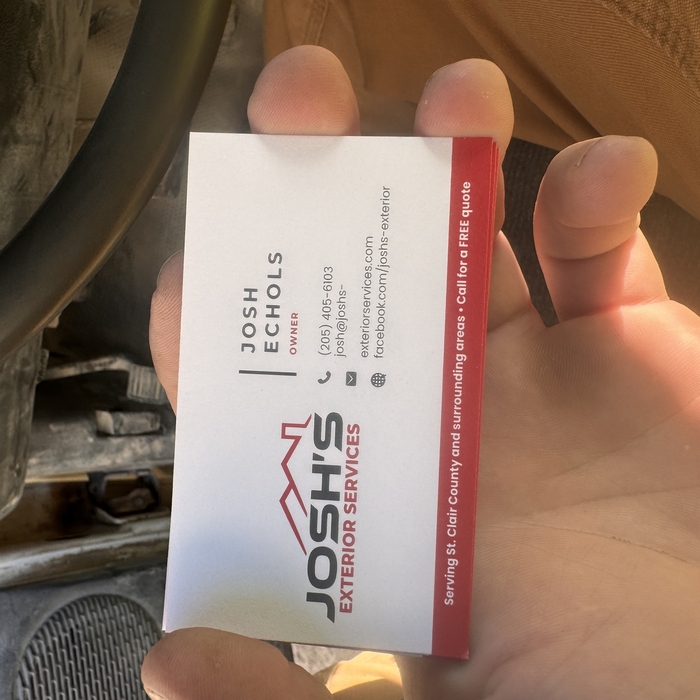 JOSH'S
EXTERIOR SERVICES
JOSH
ECHOLS
OWNER
(205) 405-6103
josh@joshs-
exteriorservices.com
facebook.com/joshs-exterior
Serving St. Clair County and surrounding areas • Call for a FREE quote